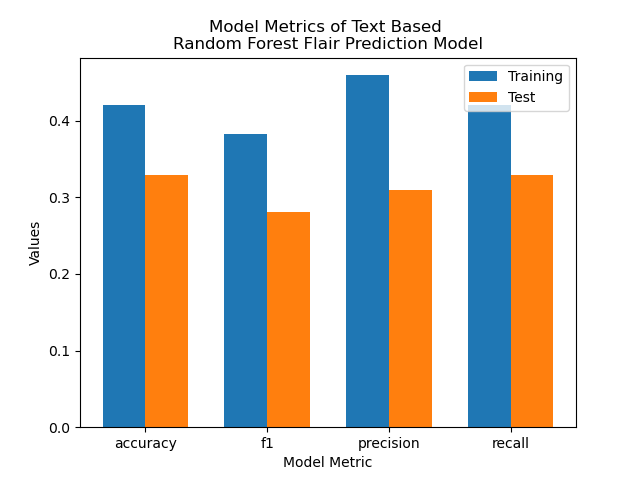 Model Metrics of Text Based
Random Forest Flair Prediction Model
Training
Test
Values
0.4
0.3
0.2
0.1
0.0
accuracy
f1
precision
recall
Model Metric